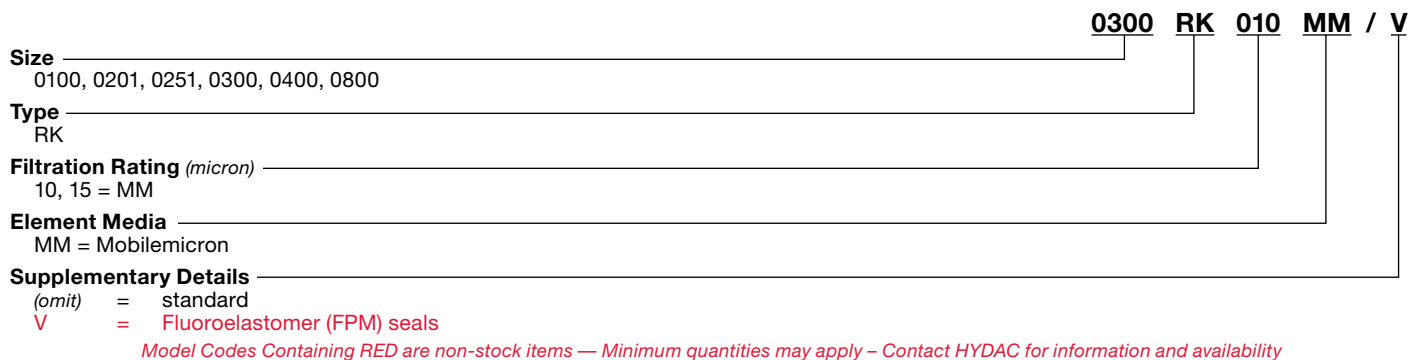 0300 RK 010 MM / V
Size
0100, 0201, 0251, 0300, 0400, 0800
Type
RK
Filtration Rating (micron)
10, 15 = MM
Element Media
MM = Mobilemicron
Supplementary Details
(omit) = standard
V = Fluoroelastomer (FPM) seals
Model Codes Containing RED are non-stock items — Minimum quantities may apply – Contact HYDAC for information and availability